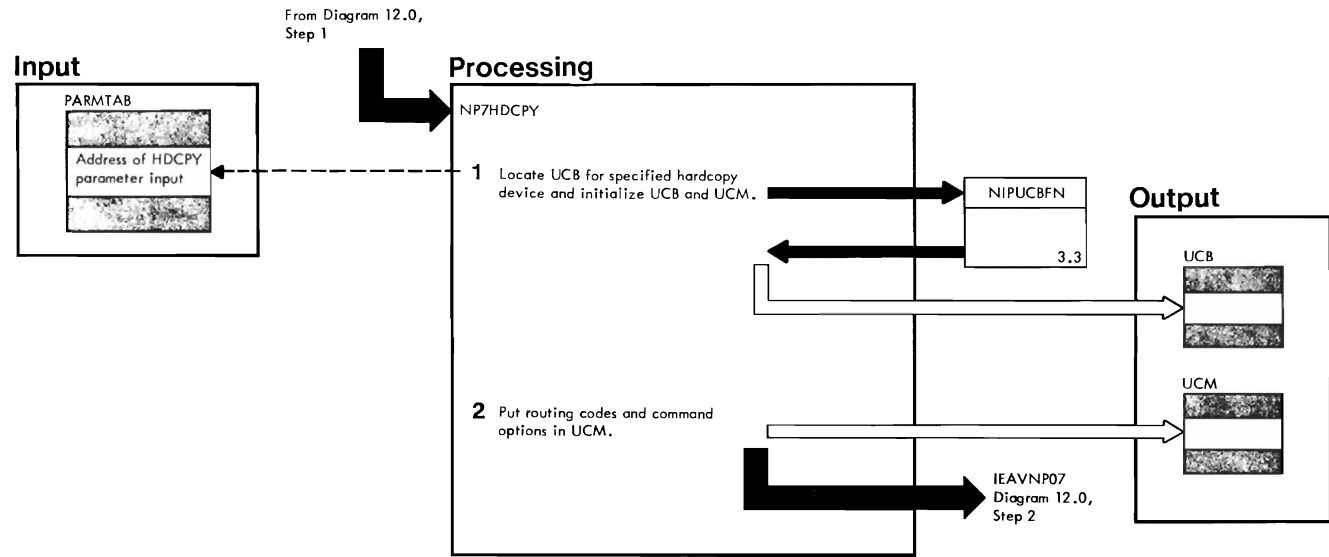 From Diagram 12.0,
Step 1
Input
Processing
PARMTAB
NP7HDCPY
Address of HDCPY
parameter input
1 Locate UCB for specified hardcopy
device and initialize UCB and UCM.
NIPUCBFN
3.3
Output
UCB
UCM
2 Put routing codes and command
options in UCM.
IEAVNP07
Diagram 12.0,
Step 2